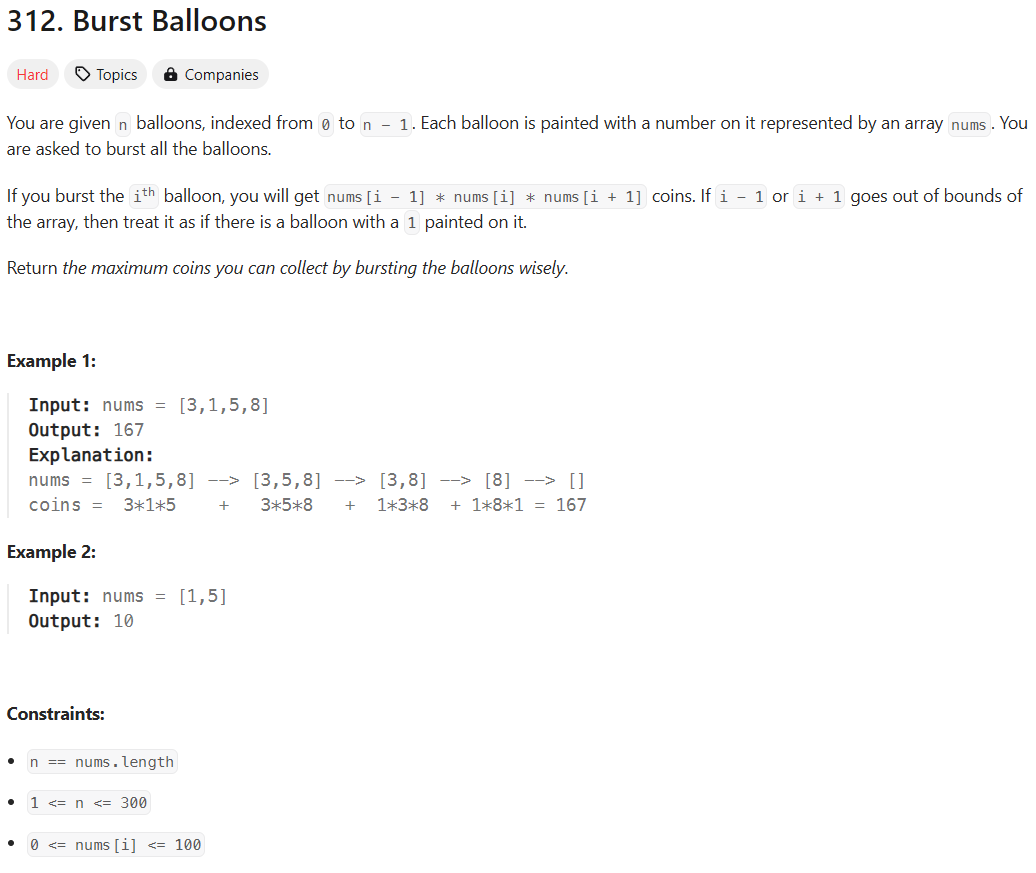 312. Burst Balloons
Hard Topics Companies
You are given n balloons, indexed from 0 to n - 1. Each balloon is painted with a number on it represented by an array nums. You
are asked to burst all the balloons.
If you burst the ith balloon, you will get nums[i - 1] * nums[i] * nums[i + 1] coins. If i - 1 or i + 1 goes out of bounds of
the array, then treat it as if there is a balloon with a 1 painted on it.
Return the maximum coins you can collect by bursting the balloons wisely.
Example 1:
Input: nums = [3,1,5,8]
Output: 167
Explanation:
nums = [3,1,5,8] --> [3,5,8] --> [3,8] --> [8] --> []
coins = 3*1*5 + 3*5*8 + 1*3*8 + 1*8*1 = 167
Example 2:
Input: nums = [1,5]
Output: 10
Constraints:
• n == nums.length
• 1 <= n <= 300
• 0 <= nums[i] <= 100